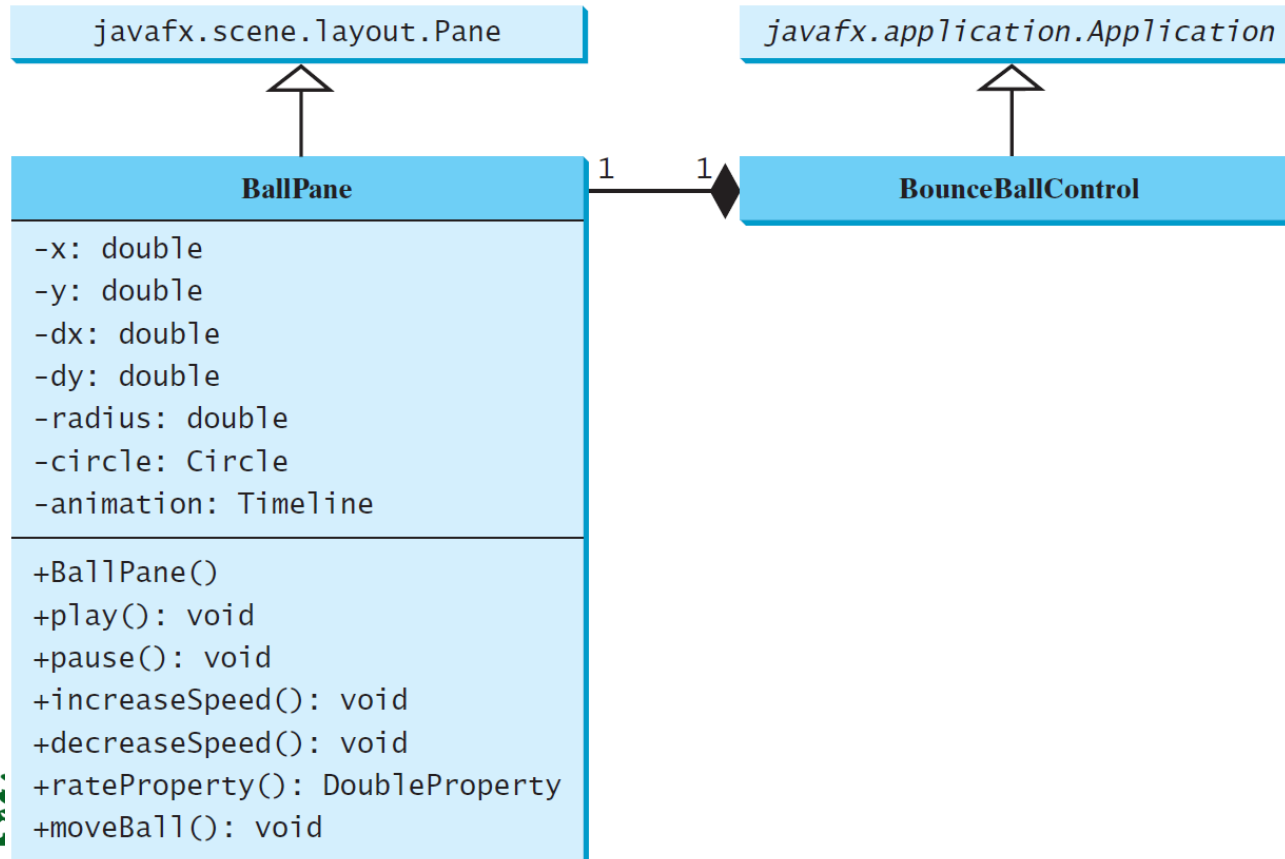 javafx.scene.layout.Pane
javafx.application.Application
BallPane
1
1
BounceBallControl
-x: double
-y: double
-dx: double
-dy: double
-radius: double
-circle: Circle
-animation: Timeline
+BallPane()
+play(): void
+pause(): void
+increaseSpeed(): void
+decreaseSpeed(): void
+rateProperty(): DoubleProperty
+moveBall(): void